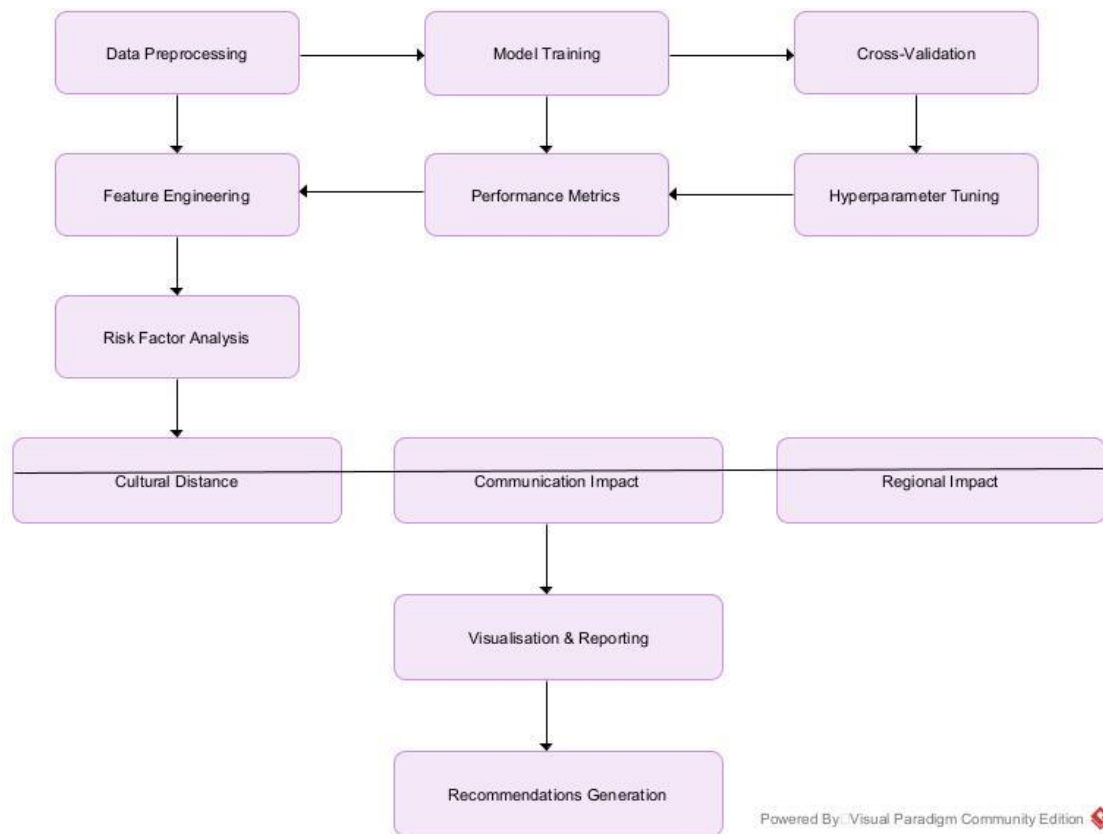 Data Preprocessing
Model Training
Cross-Validation
Feature Engineering
Performance Metrics
Hyperparameter Tuning
Risk Factor Analysis
Cultural Distance
Communication Impact
Regional Impact
Visualisation & Reporting
Recommendations Generation
Powered By Visual Paradigm Community Edition